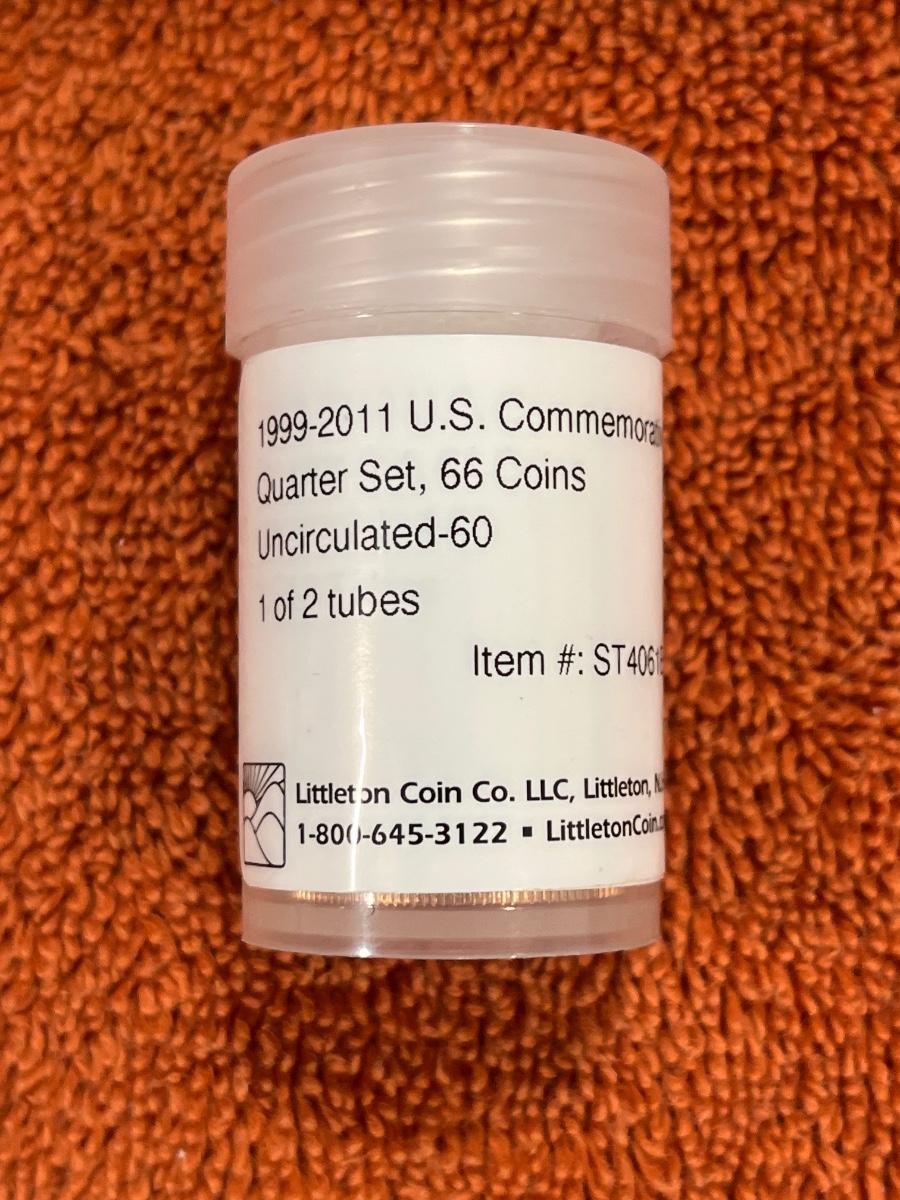 1999-2011 U.S. Commemora
Quarter Set, 66 Coins
Uncirculated-60
1 of 2 tubes
Item #: ST4061
Littleton Coin Co. LLC, Littleton, N
1-800-645-3122 ▪ LittletonCoin.